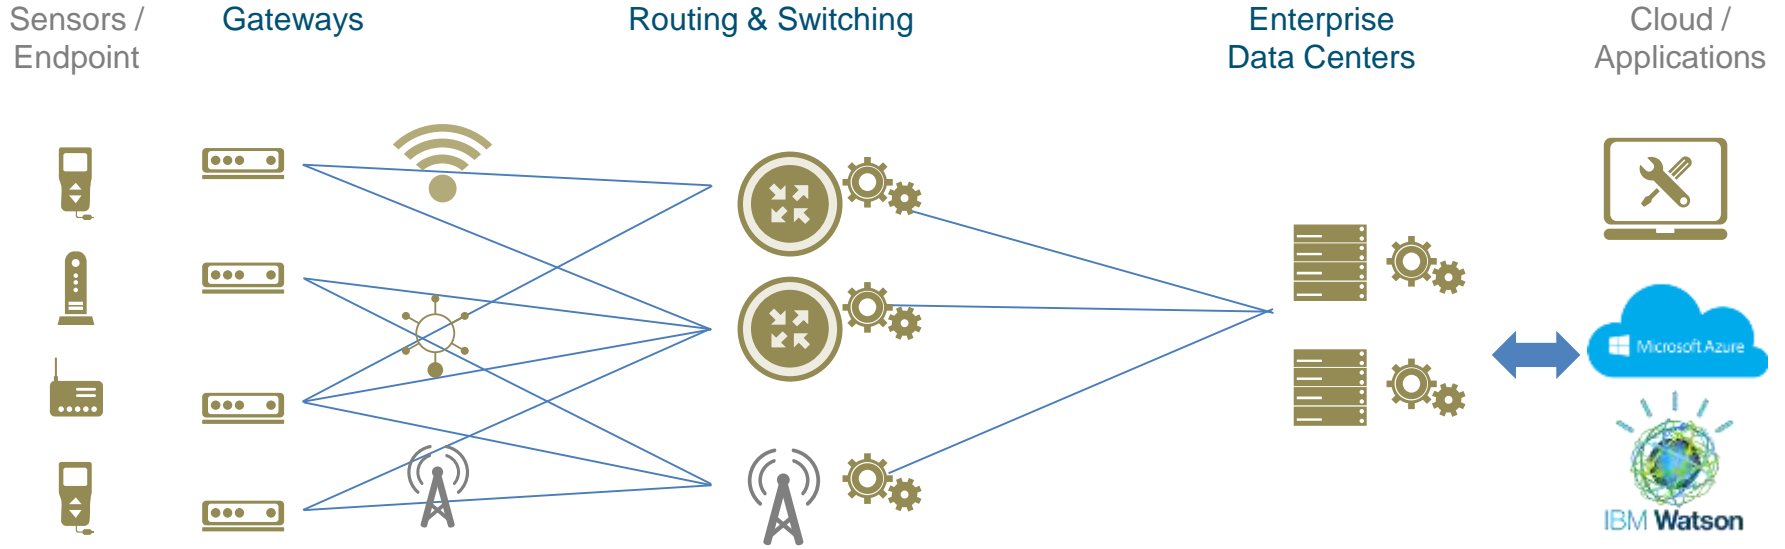 Sensors /
Endpoint
Gateways
Routing & Switching
Enterprise
Data Centers
Cloud /
Applications
Microsoft Azure
IBM Watson